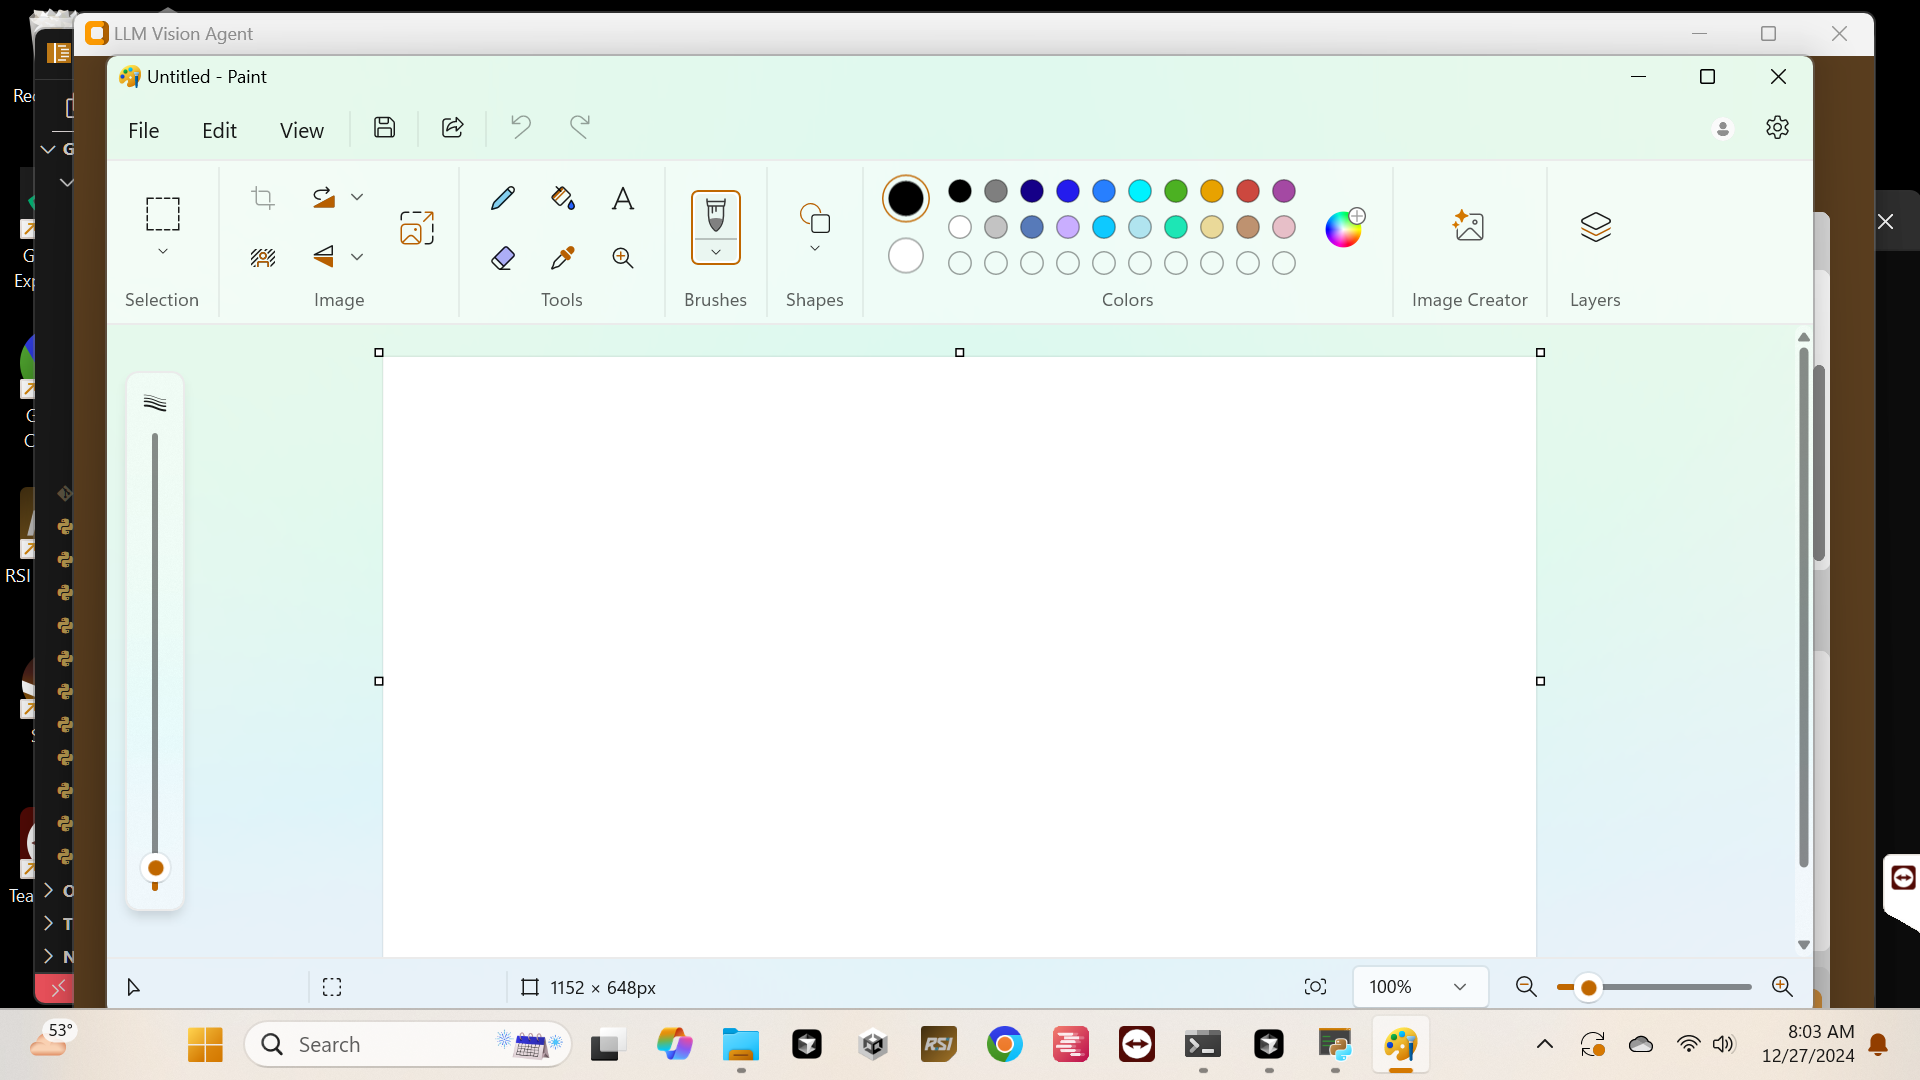 LLM Vision Agent
Untitled - Paint
File
Edit
View
Selection
Image
Tools
Brushes
Shapes
Colors
Image Creator
Layers
1152 × 648px
100%
Rec
G
G
Exp
G
C
RSI
S
Tea
O
T
N
53°
Search
RSI
8:03 AM
12/27/2024